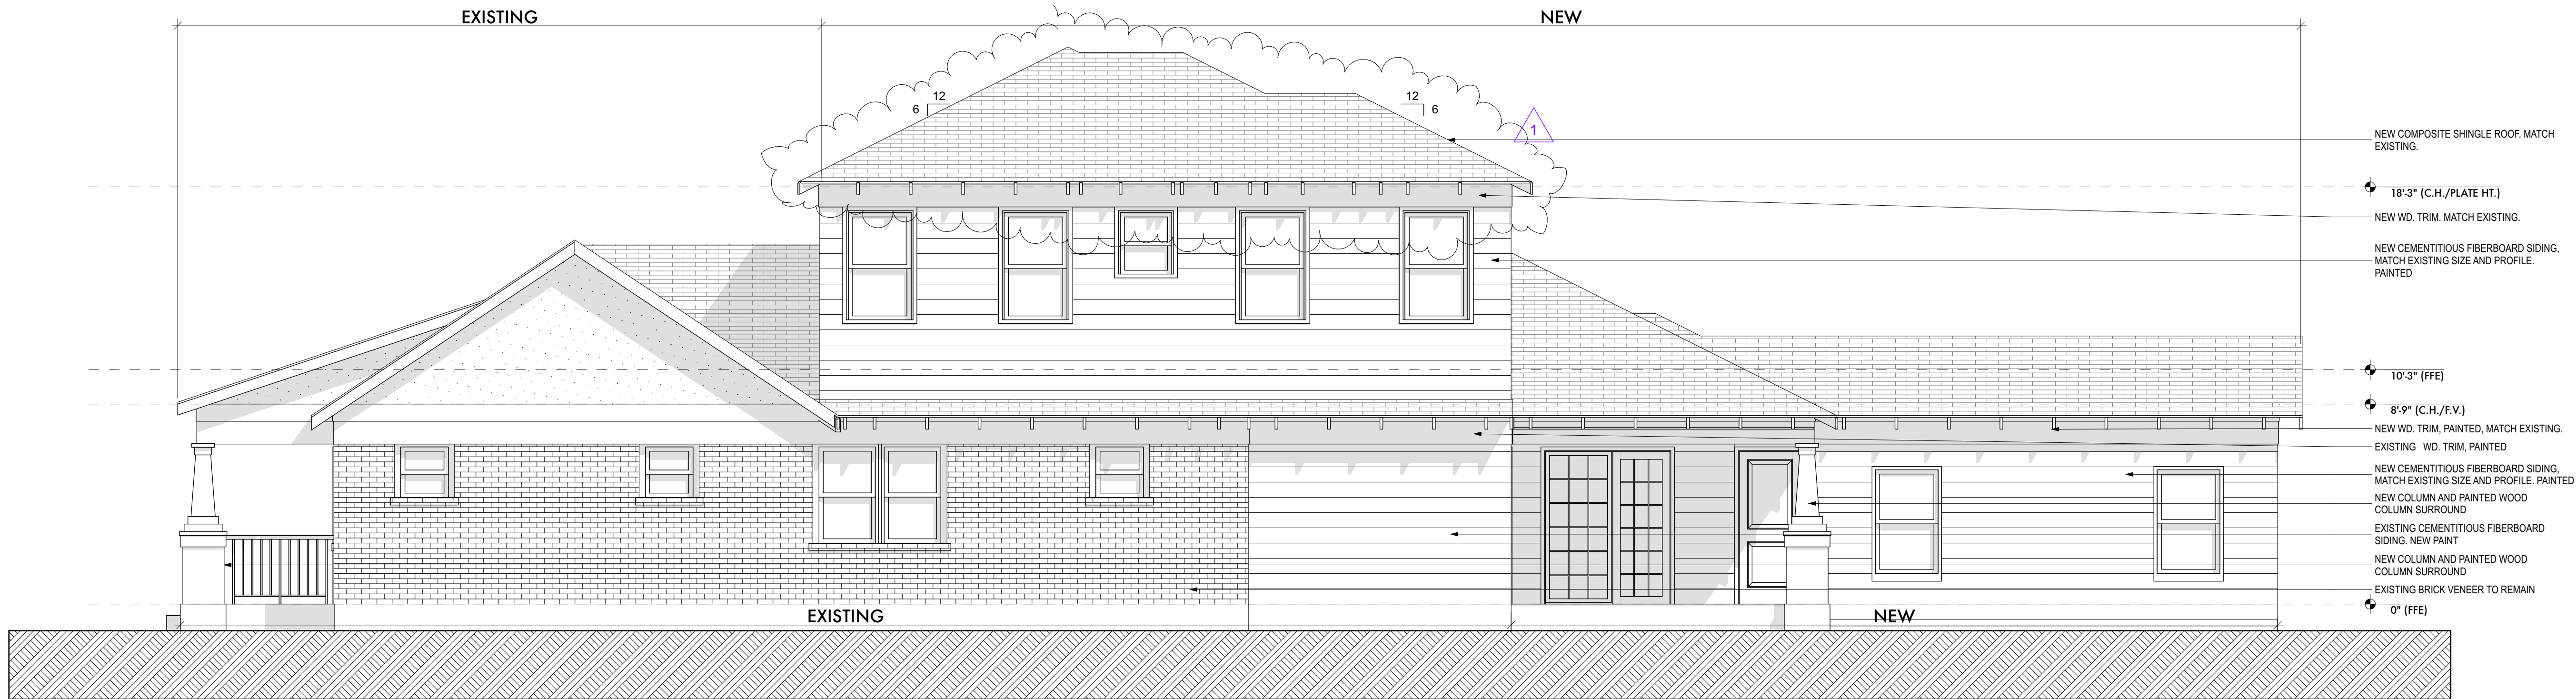 EXISTING
NEW
12
6
12
6
1
NEW COMPOSITE SHINGLE ROOF. MATCH
EXISTING.
18'-3" (C.H./PLATE HT.)
NEW WD. TRIM. MATCH EXISTING.
NEW CEMENTITIOUS FIBERBOARD SIDING,
MATCH EXISTING SIZE AND PROFILE.
PAINTED
10'-3" (FFE)
8'-9" (C.H./F.V.)
NEW WD. TRIM, PAINTED, MATCH EXISTING.
EXISTING WD. TRIM, PAINTED
NEW CEMENTITIOUS FIBERBOARD SIDING,
MATCH EXISTING SIZE AND PROFILE. PAINTED
NEW COLUMN AND PAINTED WOOD
COLUMN SURROUND
EXISTING CEMENTITIOUS FIBERBOARD
SIDING. NEW PAINT
NEW COLUMN AND PAINTED WOOD
COLUMN SURROUND
EXISTING BRICK VENEER TO REMAIN
0" (FFE)
EXISTING
NEW